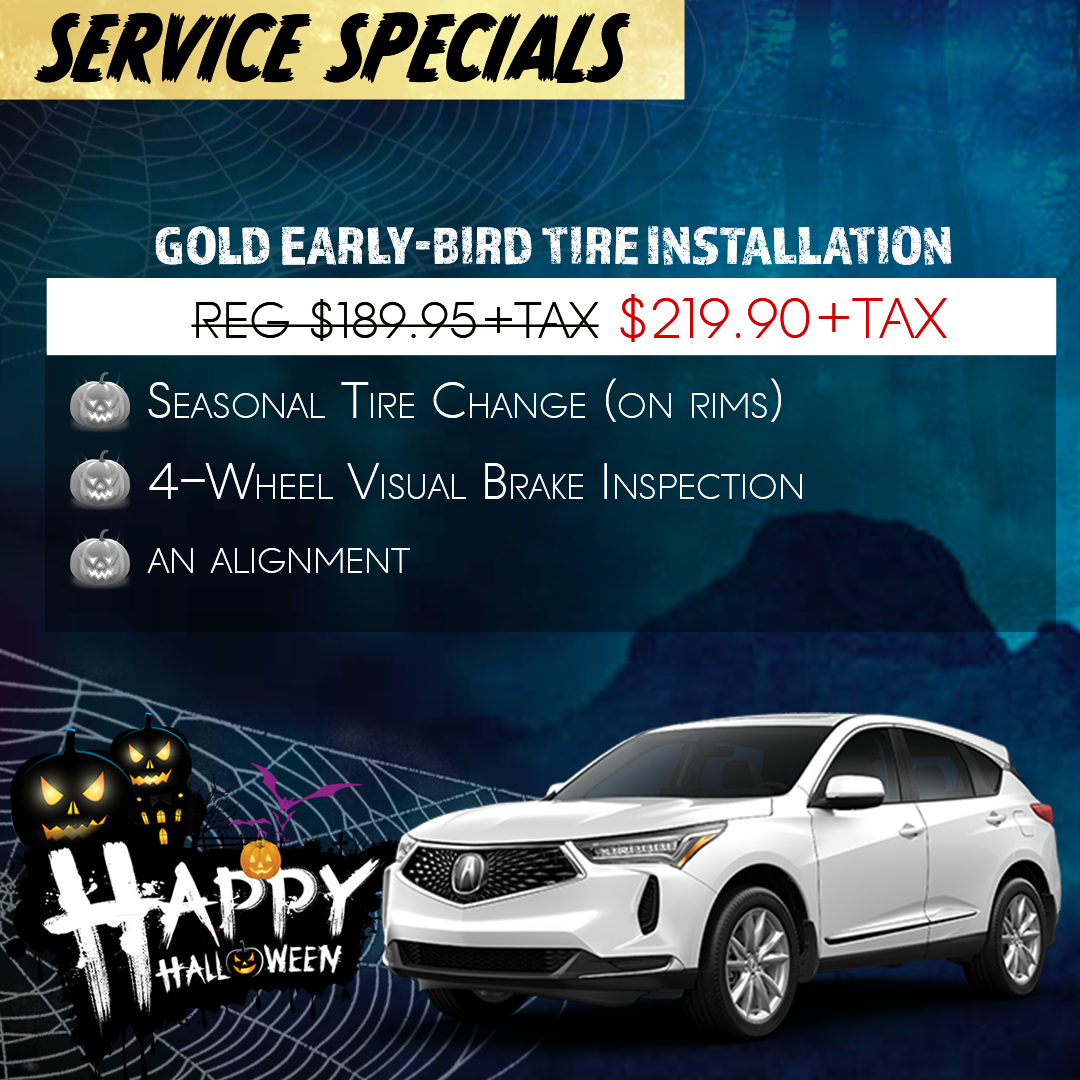 SERVICE SPECIALS
GOLD EARLY-BIRD TIRE INSTALLATION
REG $189.95+TAX $219.90+TAX
SEASONAL TIRE CHANGE (ON RIMS)
4-WHEEL VISUAL BRAKE INSPECTION
AN ALIGNMENT
HAPPY
HALLOWEEN